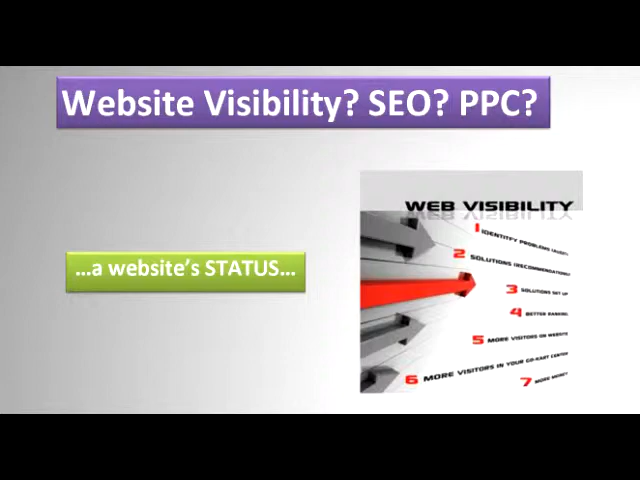 Website Visibility? SEO? PPC?
...a website's STATUS...
WEB VISIBILITY
1 IDENTITFY PROBLEMS (AUDIT)
2 SOLUTIONS (RECOMMENDATIONS)
3 SOLUTIONS SET UP
4 BETTER RANKING
5 MORE VISITORS ON WEBSITE
6 MORE VISITORS IN YOUR GO-KART CENTER
7 MORE MONEY